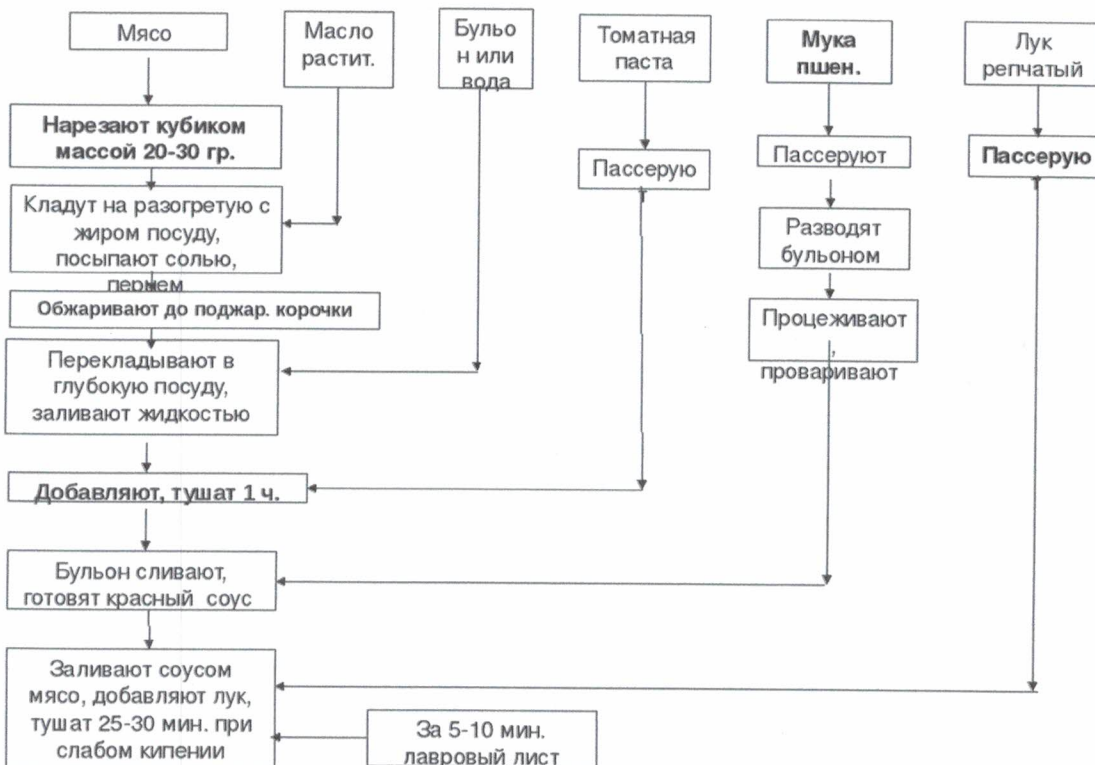 Мясо
Масло
растит.
Бульо
н или
вода
Томатная
паста
Мука
пшен.
Лук
репчатый
Нарезают кубиком
массой 20-30 гр.
Пассерую
т
Пассеруют
Пассерую
т
Кладут на разогретую с
жиром посуду,
посыпают солью,
перцем
Разводят
бульоном
Обжаривают до поджар. корочки
Процеживают
,
проваривают
Перекладывают в
глубокую посуду,
заливают жидкостью
Добавляют, тушат 1 ч.
Бульон сливают,
готовят красный соус
Заливают соусом
мясо, добавляют лук,
тушат 25-30 мин. при
слабом кипении
За 5-10 мин.
лавровый лист